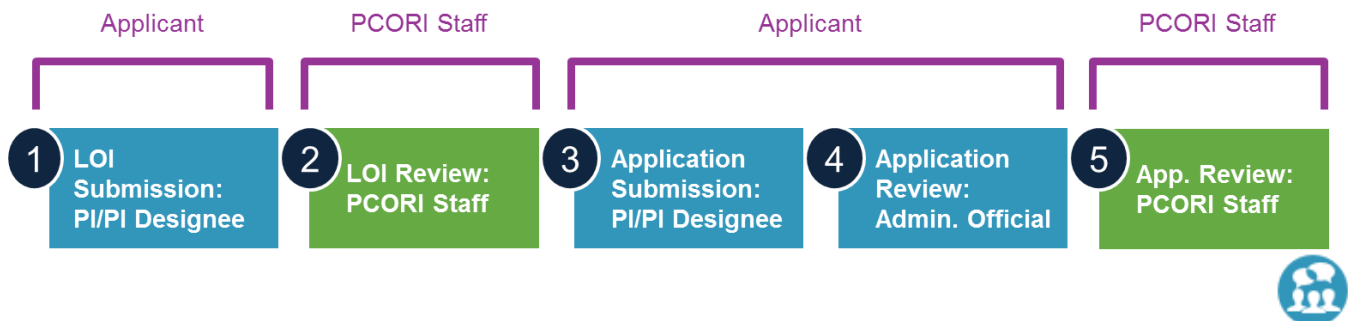 Applicant
PCORI Staff
Applicant
PCORI Staff
1
LOI
Submission:
PI/PI Designee
2
LOI Review:
PCORI Staff
3
Application
Submission:
PI/PI Designee
4
Application
Review:
Admin. Official
5
App. Review:
PCORI Staff